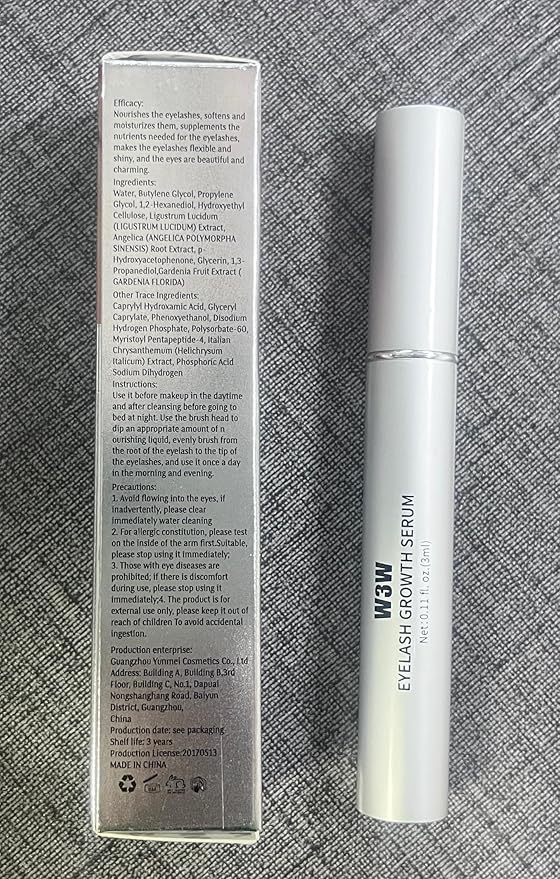 Efficacy:
Nourishes the eyelashes, softens and
moisturizes them, supplements the
nutrients needed for the eyelashes,
makes the eyelashes flexible and
shiny, and the eyes are beautiful and
charming.
Ingredients:
Water, Butylene Glycol, Propylene
Glycol, 1,2-Hexanediol, Hydroxyethyl
Cellulose, Ligustrum Lucidum
(LIGUSTRUM LUCIDUM) Extract,
Angelica (ANGELICA POLYMORPHA
SINENSIS) Root Extract, p-
Hydroxyacetophenone, Glycerin, 1,3-
Propanediol,Gardenia Fruit Extract (
GARDENIA FLORIDA)
Other Trace Ingredients:
Caprylyl Hydroxamic Acid, Glyceryl
Caprylate, Phenoxyethanol, Disodium
Hydrogen Phosphate, Polysorbate-60,
Myristoyl Pentapeptide-4, Italian
Chrysanthemum (Helichrysum
Italicum) Extract, Phosphoric Acid
Sodium Dihydrogen
Instructions:
Use it before makeup in the daytime
and after cleansing before going to
bed at night. Use the brush head to
dip an appropriate amount of n
ourishing liquid, evenly brush from
the root of the eyelash to the tip of
the eyelashes, and use it once a day
in the morning and evening.
Precautions:
1. Avoid flowing into the eyes, if
inadvertently, please clear
immediately water cleaning
2. For allergic constitution, please test
on the inside of the arm first.Suitable,
please stop using it immediately;
3. Those with eye diseases are
prohibited; if there is discomfort
during use, please stop using it
immediately;4. The product is for
external use only, please keep it out of
reach of children To avoid accidental
ingestion.
Production enterprise:
Guangzhou Yunmei Cosmetics Co., Ltd
Address: Building A, Building B,3rd
Floor, Building C, No.1, Dapuai
Nongshanghang Road, Baiyun
District, Guangzhou,
China
Production date: see packaging
Shelf life: 3 years
Production License:20170513
MADE IN CHINA
W3W
EYELASH GROWTH SERUM
Net: 0.11 fl. oz.(3ml)